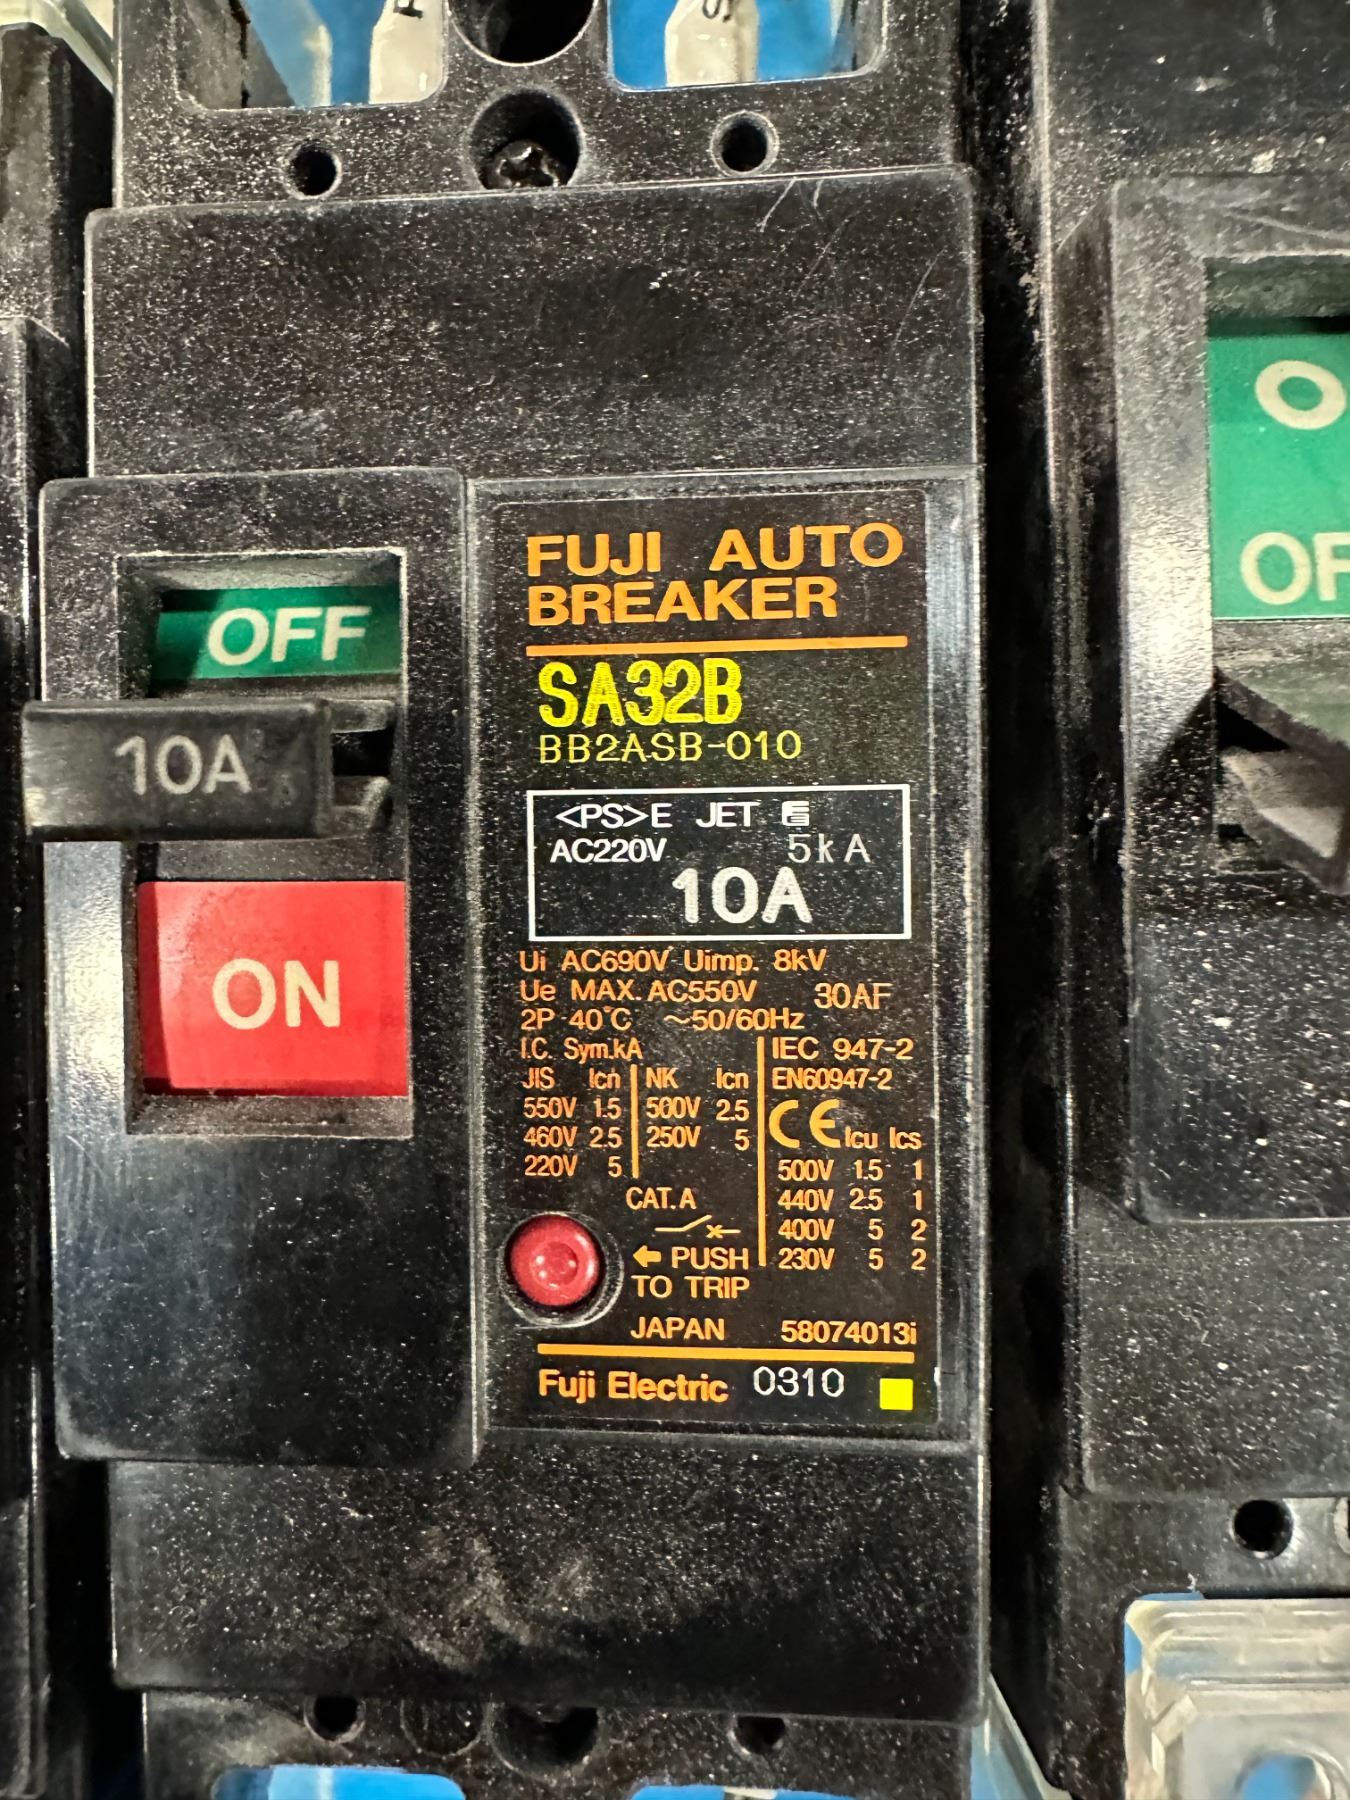 FUJI AUTO
BREAKER
SA32B
BB2ASB-010
<PS>E JET
AC220V 5kA
10A
Ui AC690V Uimp. 8kV
Ue MAX. AC550V 30AF
2P 40°C ~50/60Hz
I.C. Sym.kA
IEC 947-2
JIS Icn NK Icn EN60947-2
550V 1.5 500V 2.5 CE Icu Ics
460V 2.5 250V 5
220V 5
500V 1.5 1
440V 2.5 1
400V 5 2
230V 5 2
CAT. A
← PUSH
TO TRIP
JAPAN 58074013i
Fuji Electric 0310
OFF
10A
ON
O